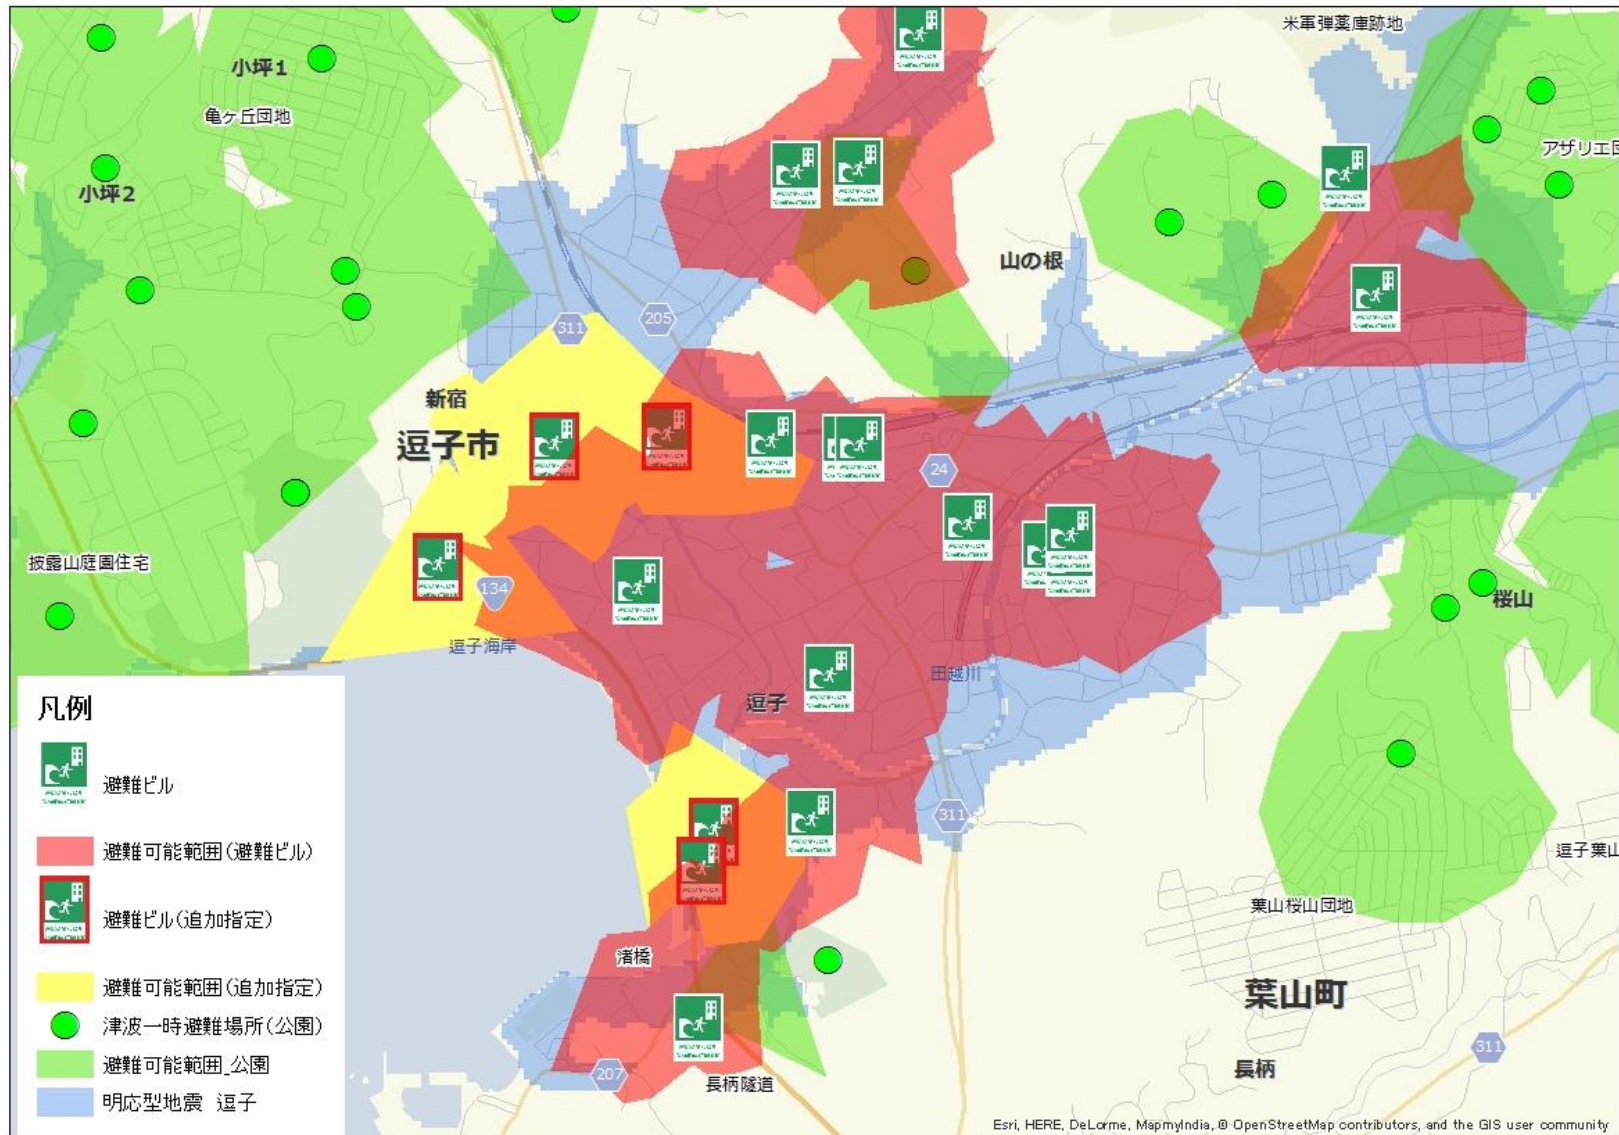 米軍弾薬庫跡地
小坪1
亀ヶ丘団地
アザリエ団
小坪2
山の根
311
205
新宿
逗子市
24
披露山庭園住宅
134
桜山
逗子海岸
田越川
逗子
凡例
避難ビル
避難可能範囲(避難ビル)
避難ビル(追加指定)
避難可能範囲(追加指定)
津波一時避難場所(公園)
避難可能範囲_公園
明応型地震 逗子
311
逗子葉山
葉山桜山団地
渚橋
葉山町
311
長柄
207
長柄隧道
Esri, HERE, DeLorme, MapmyIndia, © OpenStreetMap contributors, and the GIS user community